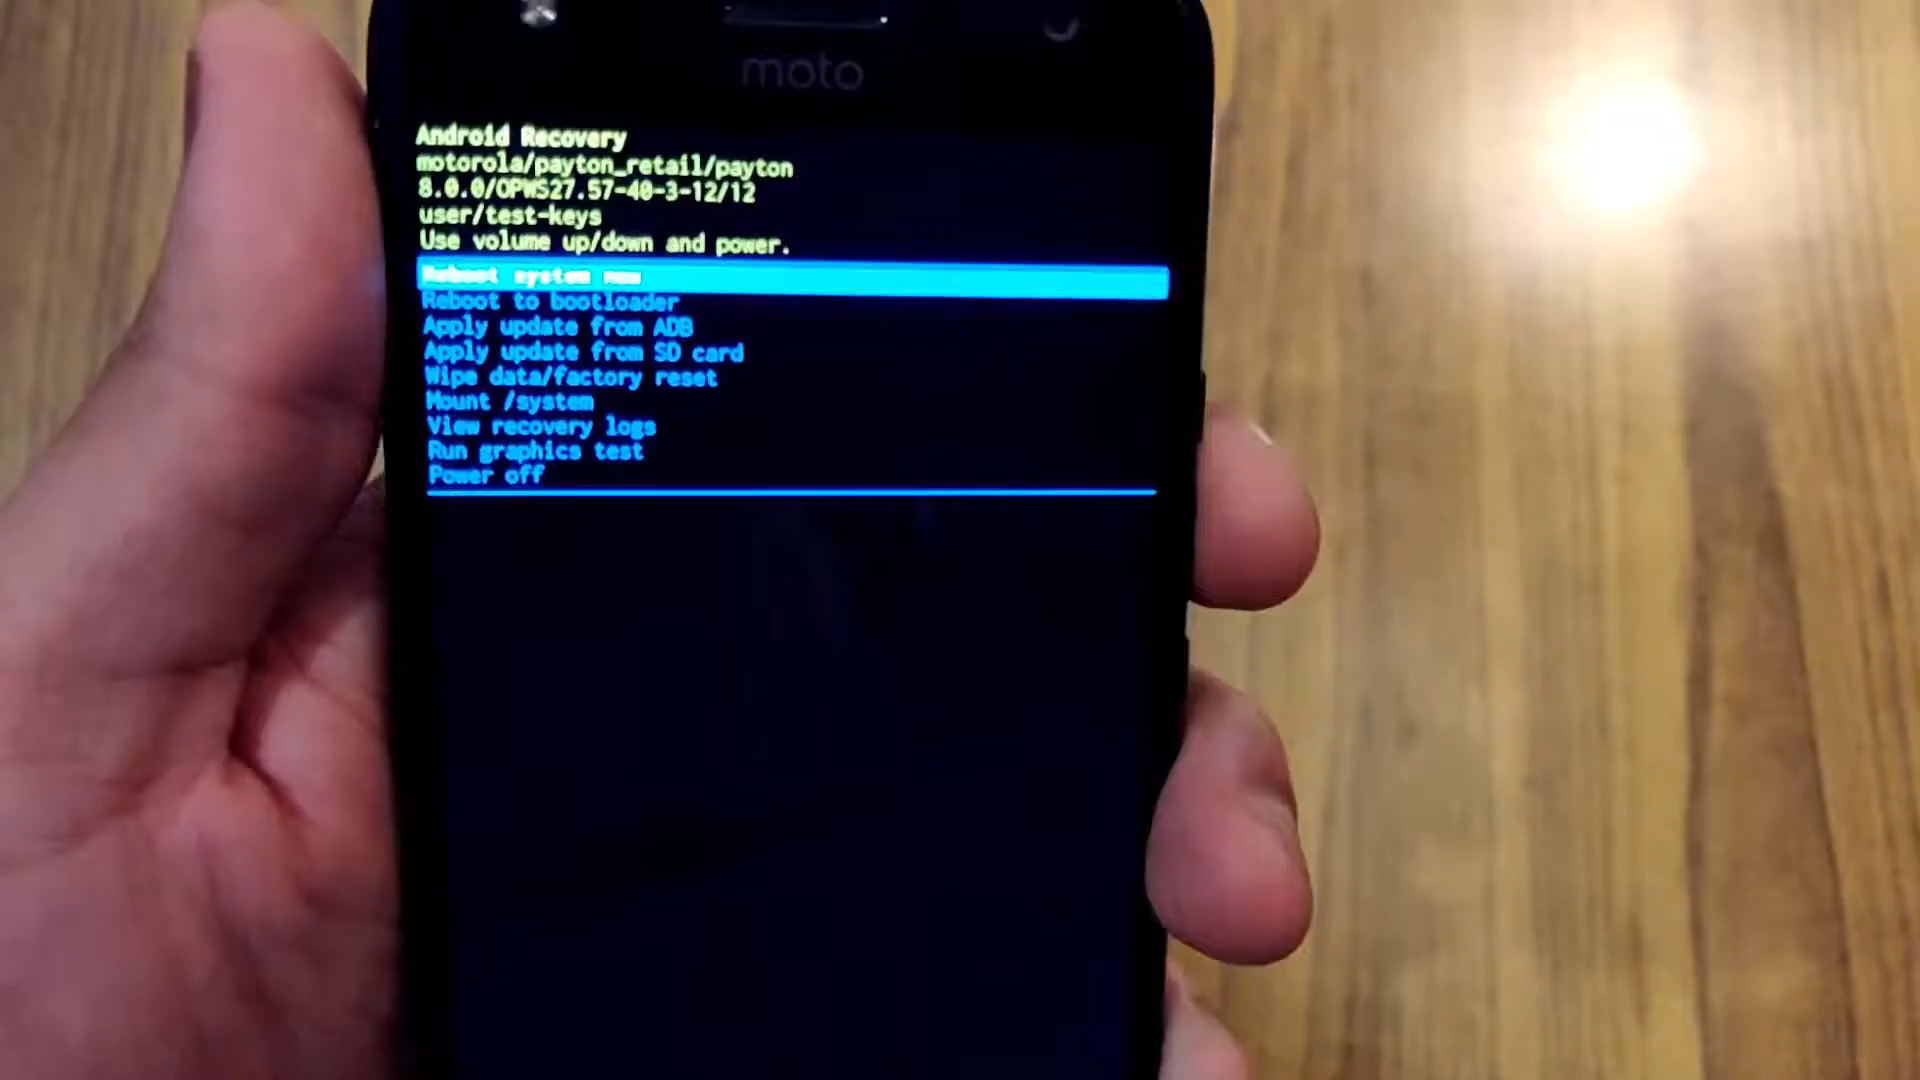 moto
Android Recovery
motorola/payton_retail/payton
8.0.0/OPWS27.57-40-3-12/12
user/test-keys
Use volume up/down and power.
Reboot system now
Reboot to bootloader
Apply update from ADB
Apply update from SD card
Wipe data/factory reset
Mount /system
View recovery logs
Run graphics test
Power off